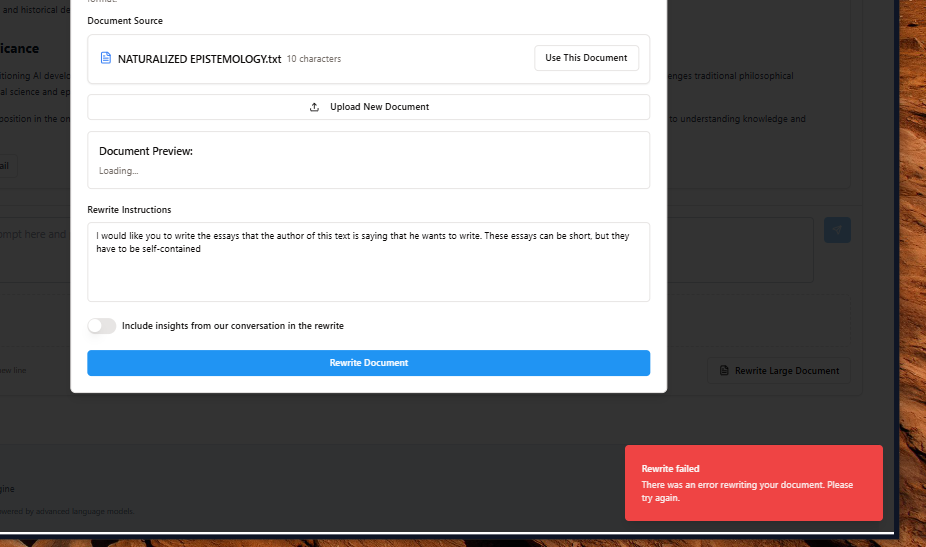 format.
Document Source
and historical de
NATURALIZED EPISTEMOLOGY.txt 10 characters
Use This Document
icance
itioning AI develo
enges traditional philosophical
al science and ep
Upload New Document
position in the on
to understanding knowledge and
Document Preview:
Loading...
ail
Rewrite Instructions
ompt here and
I would like you to write the essays that the author of this text is saying that he wants to write. These essays can be short, but they
have to be self-contained
Include insights from our conversation in the rewrite
Rewrite Document
new line
Rewrite Large Document
Rewrite failed
There was an error rewriting your document. Please
try again.
gine
owered by advanced language models.